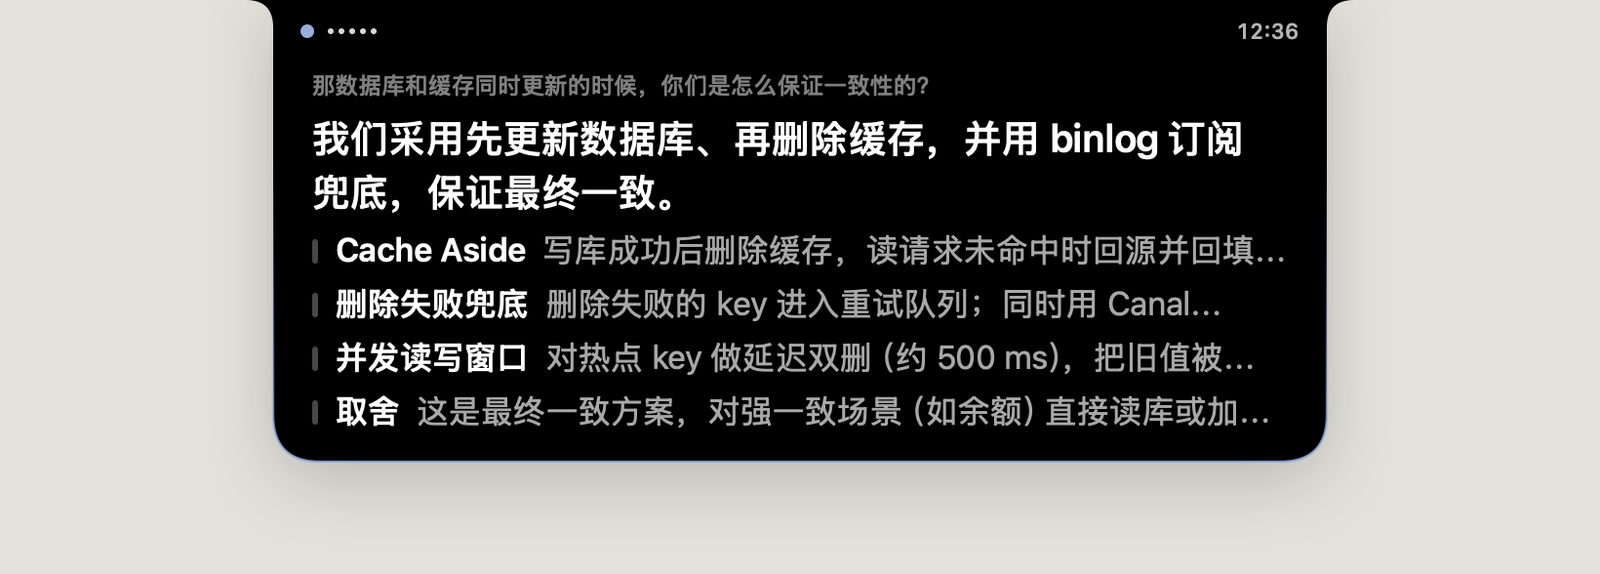 12:36
那数据库和缓存同时更新的时候，你们是怎么保证一致性的?
我们采用先更新数据库、再删除缓存，并用 binlog 订阅
兜底，保证最终一致。
Cache Aside 写库成功后删除缓存，读请求未命中时回源并回填…
删除失败兜底 删除失败的 key 进入重试队列；同时用 Canal…
并发读写窗口 对热点 key 做延迟双删（约 500 ms），把旧值被…
取舍 这是最终一致方案，对强一致场景（如余额）直接读库或加…